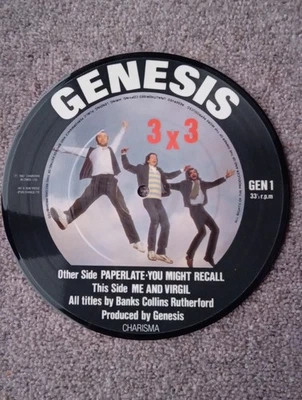 GENESIS
3 x 3
GEN 1
33⅓ r.p.m
Other Side PAPERLATE·YOU MIGHT RECALL
This Side ME AND VIRGIL
All titles by Banks Collins Rutherford
Produced by Genesis
CHARISMA